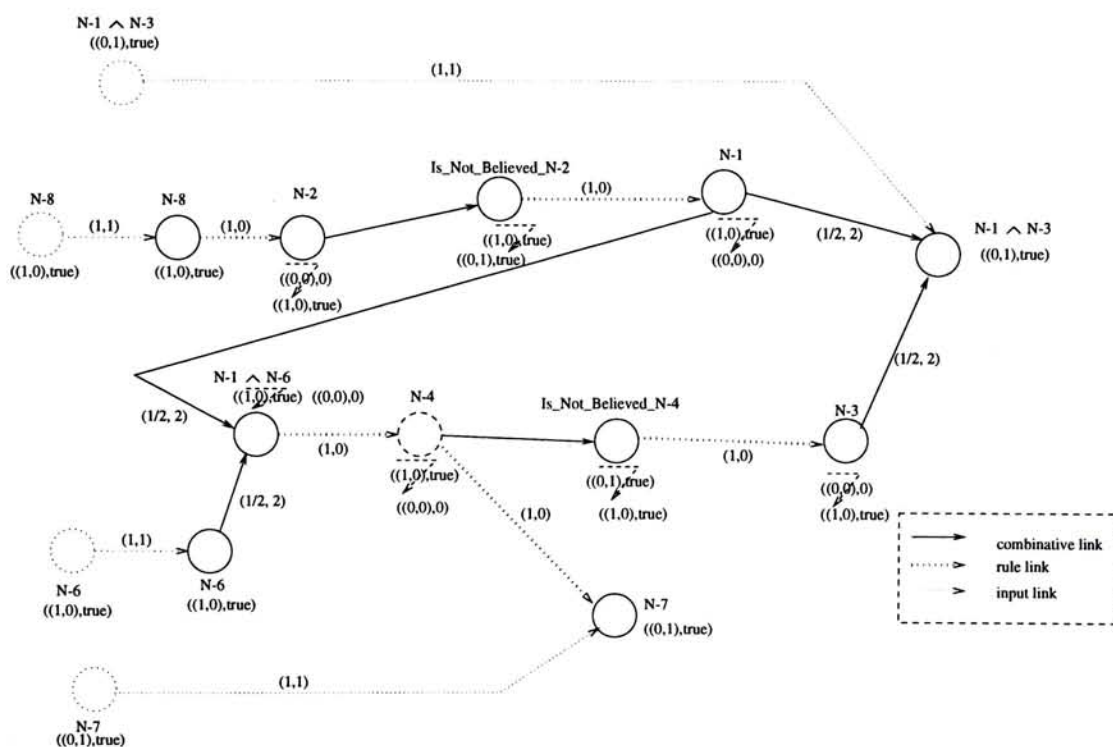 N-1 ∧ N-3
((0,1),true)
(1,1)
Is_Not_Believed_N-2
N-1
N-8
N-8
N-2
(1,0)
(1,1)
(1,0)
N-1 ∧ N-3
((1,0),true)
((1,0),true)
(1/2, 2)
((0,1),true)
((1,0),true)
((1,0),true)
((0,0),0)
((0,1),true)
((0,0),0)
((1,0),true)
(1/2, 2)
N-1 ∧ N-6
((1,0),true) ((0,0),0)
N-4
Is_Not_Believed_N-4
N-3
(1/2, 2)
(1,0)
(1,0)
((1,0),true)
((0,1),true)
((0,0),0)
(1/2, 2)
((0,0),0)
((1,0),true)
((1,0),true)
(1,0)
(1,1)
combinative link
N-6
N-6
rule link
((1,0),true)
((1,0),true)
N-7
input link
((0,1),true)
(1,1)
N-7
((0,1),true)